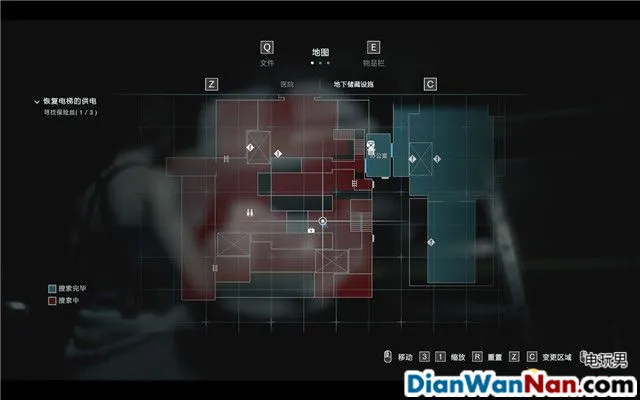 Q
地图
E
文件
物品栏
Z
医院
地下储藏设施
C
恢复电梯的供电
寻找保险丝(1/3)
办公室
搜索完毕
搜索中
移动 3 1 缩放 R 重置 Z C 变更区域
电玩男
DianWanNan.com